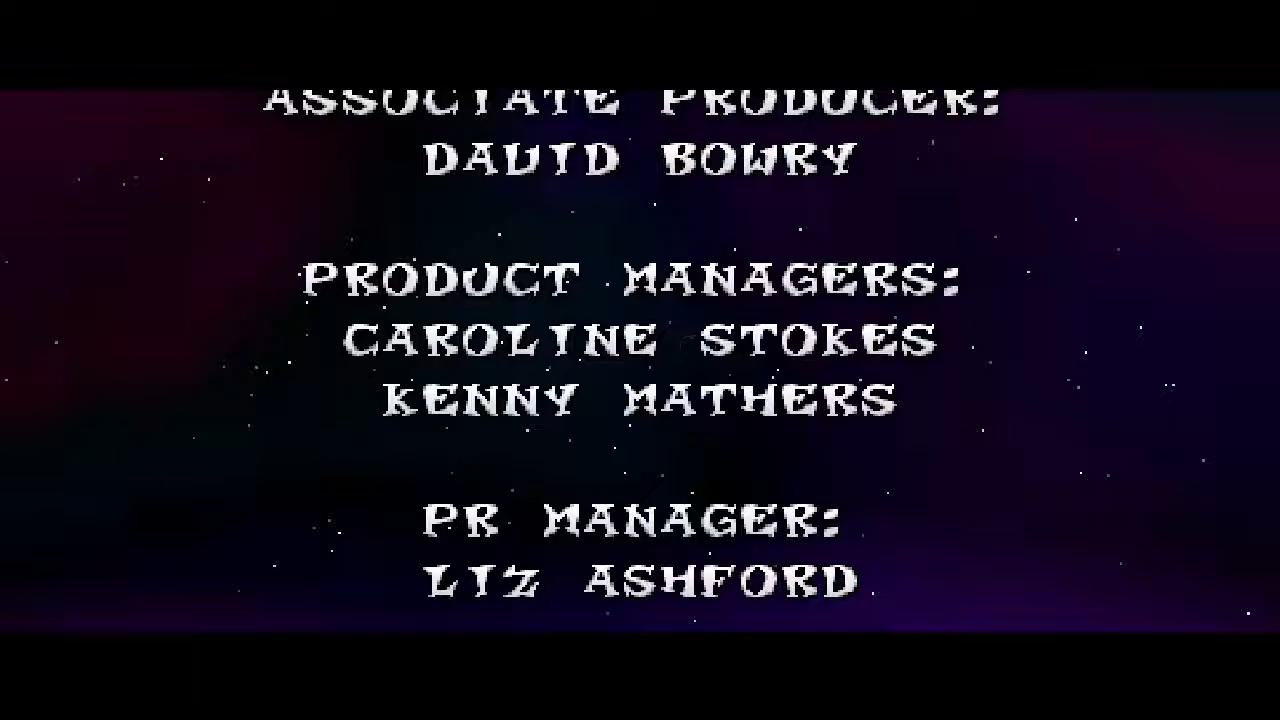 ASSOCIATE PRODUCER:
DAVID BOWRY
PRODUCT MANAGERS:
CAROLINE STOKES
KENNY MATHERS
PR MANAGER:
LIZ ASHFORD